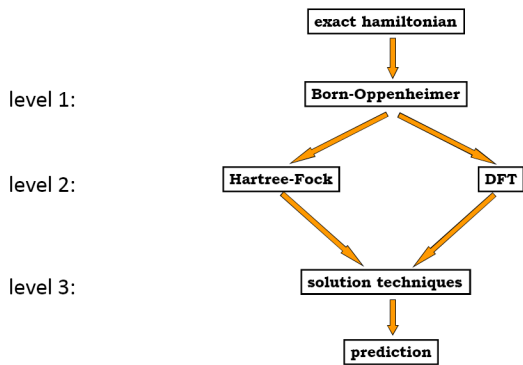 exact hamiltonian
level 1:
Born-Oppenheimer
level 2:
Hartree-Fock
DFT
level 3:
solution techniques
prediction